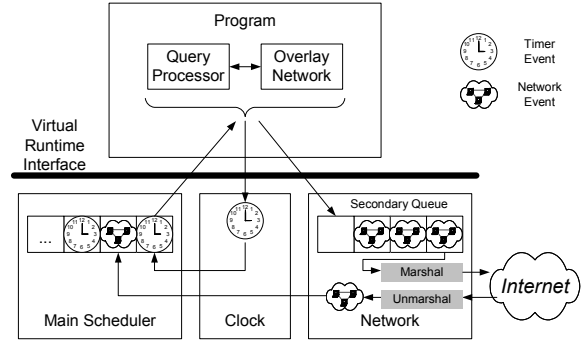 Program
Query
Processor
Overlay
Network
Timer
Event
Network
Event
Virtual
Runtime
Interface
Secondary Queue
...
Marshal
Unmarshal
Internet
Main Scheduler
Clock
Network